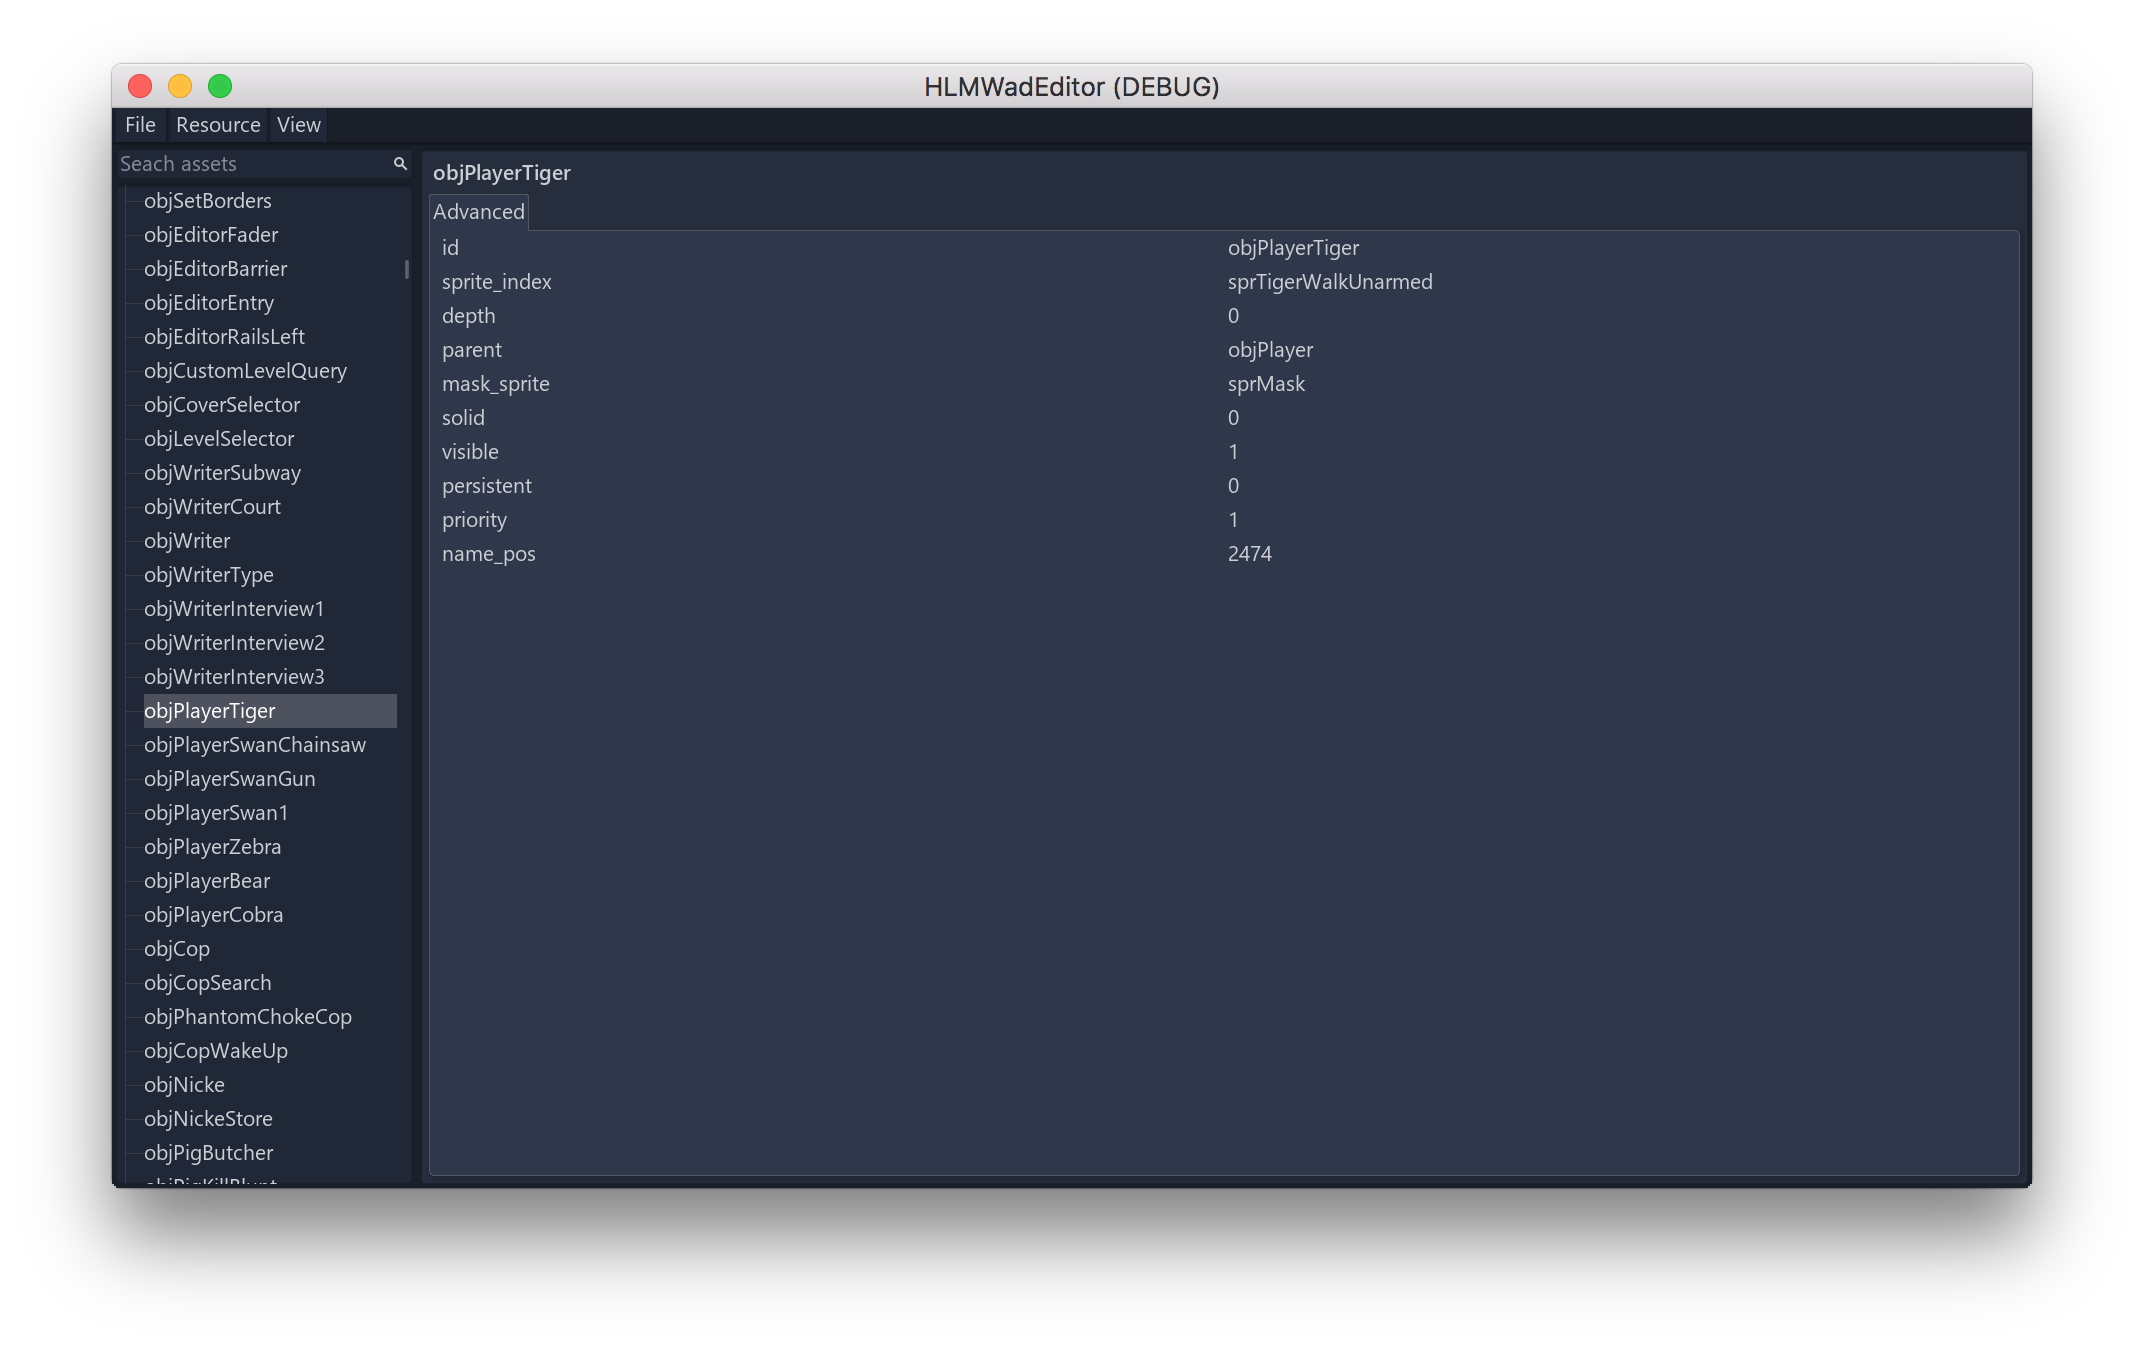 HLMWadEditor (DEBUG)
File Resource View
Seach assets
objSetBorders
objEditorFader
objEditorBarrier
objEditorEntry
objEditorRailsLeft
objCustomLevelQuery
objCoverSelector
objLevelSelector
objWriterSubway
objWriterCourt
objWriter
objWriterType
objWriterInterview1
objWriterInterview2
objWriterInterview3
objPlayerTiger
objPlayerSwanChainsaw
objPlayerSwanGun
objPlayerSwan1
objPlayerZebra
objPlayerBear
objPlayerCobra
objCop
objCopSearch
objPhantomChokeCop
objCopWakeUp
objNicke
objNickeStore
objPigButcher
objPigKillBlunt
objPlayerTiger
Advanced
id objPlayerTiger
sprite_index sprTigerWalkUnarmed
depth 0
parent objPlayer
mask_sprite sprMask
solid 0
visible 1
persistent 0
priority 1
name_pos 2474